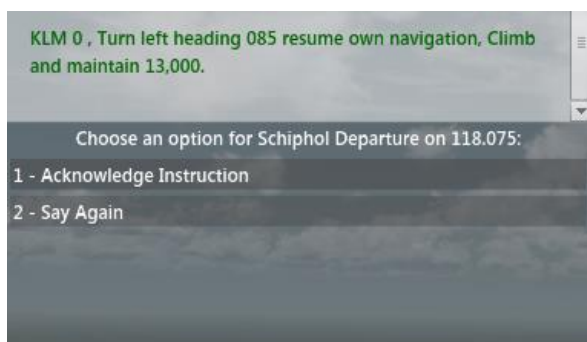 KLM 0 , Turn left heading 085 resume own navigation, Climb
and maintain 13,000.
Choose an option for Schiphol Departure on 118.075:
1 - Acknowledge Instruction
2 - Say Again